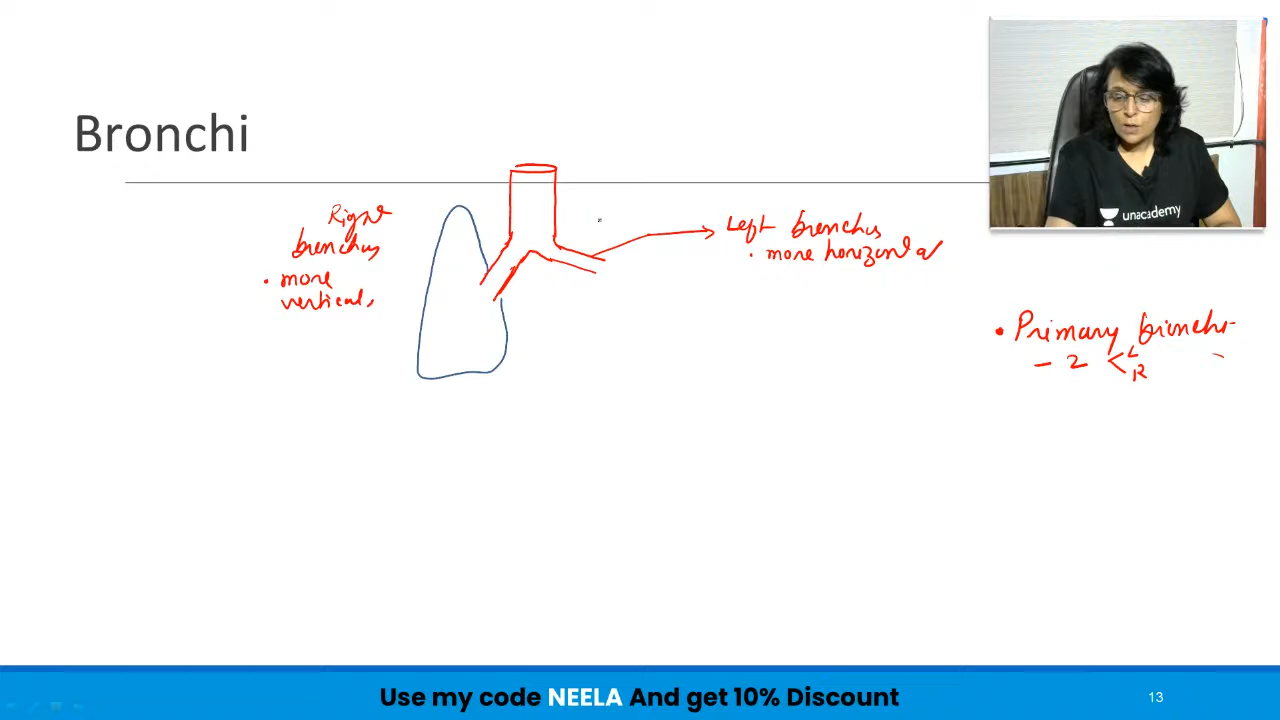 Bronchi
unacademy
Right
bronchus
• more
vertical,
Left bronchus
• more horizontal
• Primary bronchi
- 2 < L
R
Use my code NEELA And get 10% Discount
13